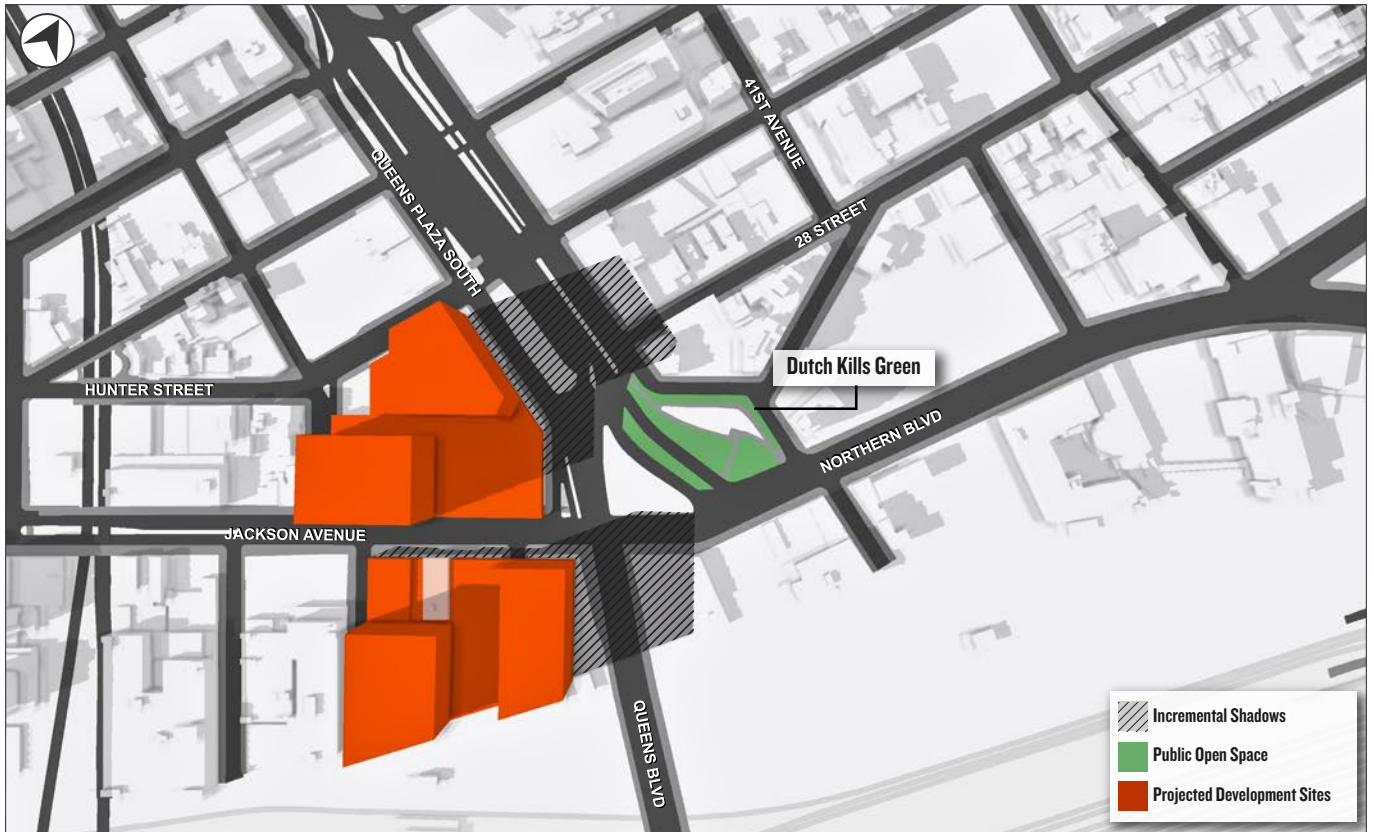 41ST AVENUE
QUEENS PLAZA SOUTH
28 STREET
Dutch Kills Green
HUNTER STREET
NORTHERN BLVD
JACKSON AVENUE
QUEENS BLVD
Incremental Shadows
Public Open Space
Projected Development Sites